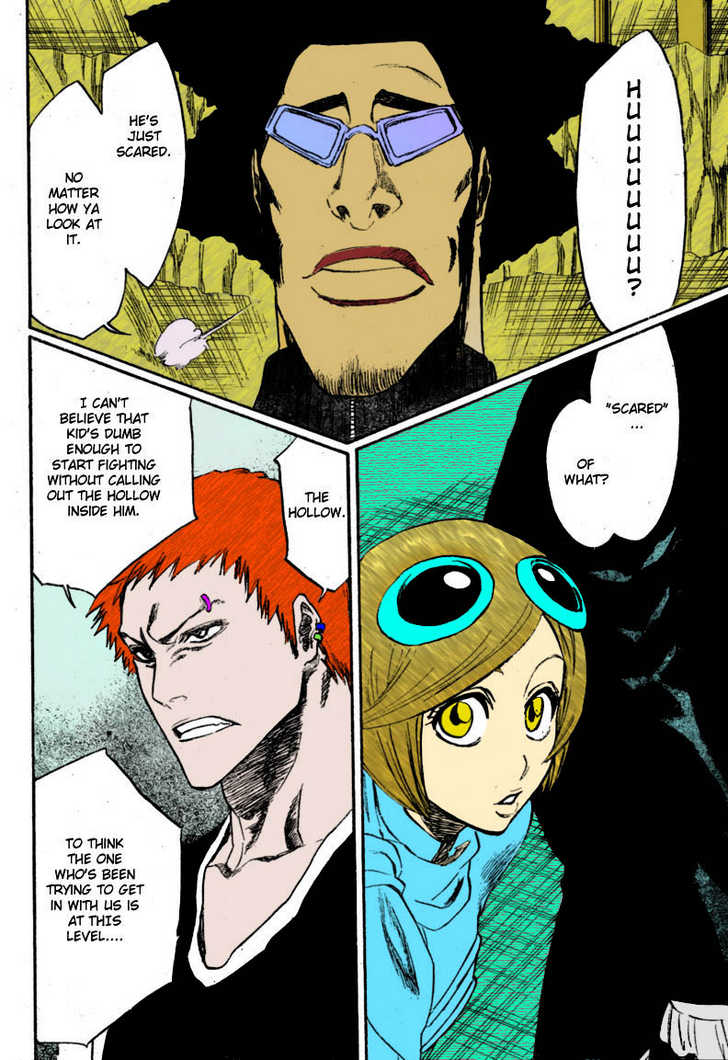 HUUUUUUUU?
HE'S
JUST
SCARED.
NO
MATTER
HOW YA
LOOK AT
IT.
"SCARED"
...
OF
WHAT?
THE
HOLLOW.
I CAN'T
BELIEVE THAT
KID'S DUMB
ENOUGH TO
START FIGHTING
WITHOUT CALLING
OUT THE HOLLOW
INSIDE HIM.
TO THINK
THE ONE
WHO'S BEEN
TRYING TO GET
IN WITH US IS
AT THIS
LEVEL....